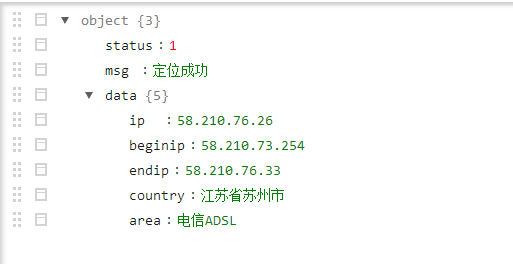 object {3}
status：1
msg ：定位成功
data {5}
ip ：58.210.76.26
beginip：58.210.73.254
endip：58.210.76.33
country：江苏省苏州市
area：电信ADSL